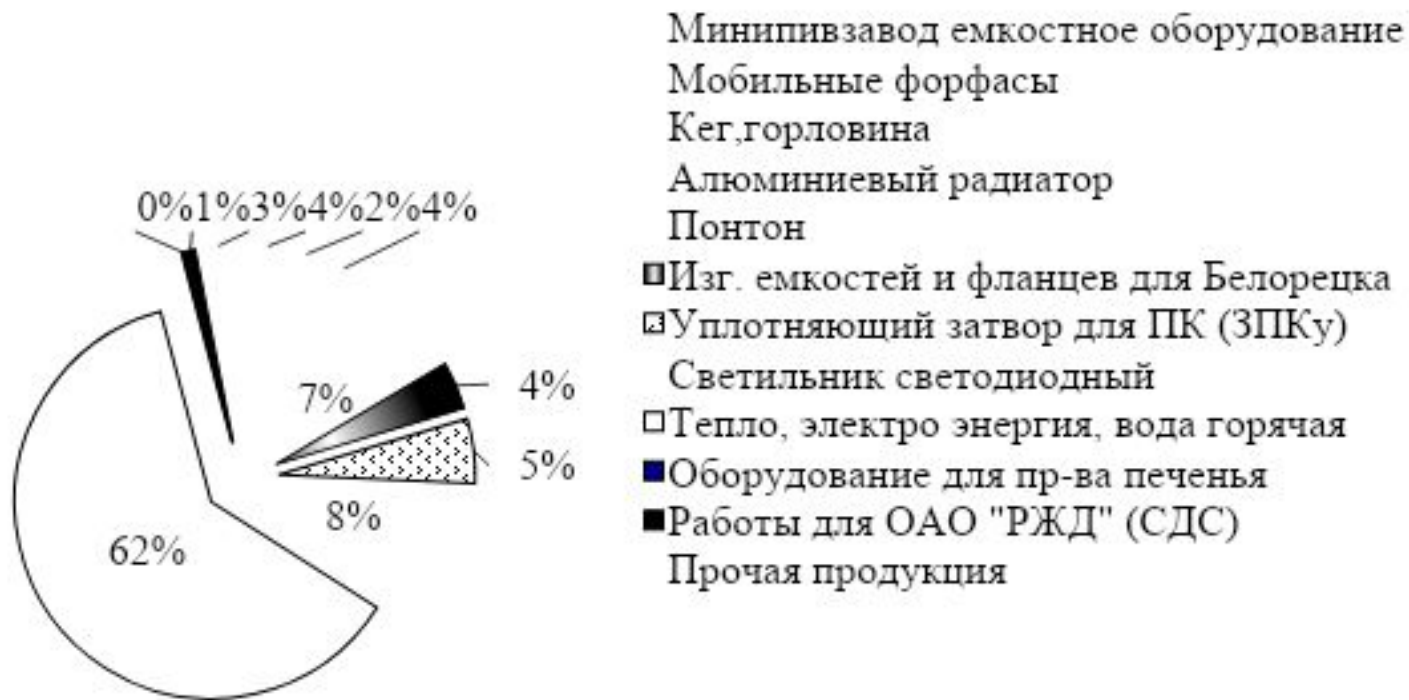 Минипивзавод емкостное оборудование
Мобильные форфасы
Кег,горловина
Алюминиевый радиатор
Понтон
Изг. емкостей и фланцев для Белорецка
Уплотняющий затвор для ПК (ЗПКу)
Светильник светодиодный
Тепло, электро энергия, вода горячая
Оборудование для пр-ва печенья
Работы для ОАО "РЖД" (СДС)
Прочая продукция
0%1%3%4%2%4%
7%
4%
5%
8%
62%